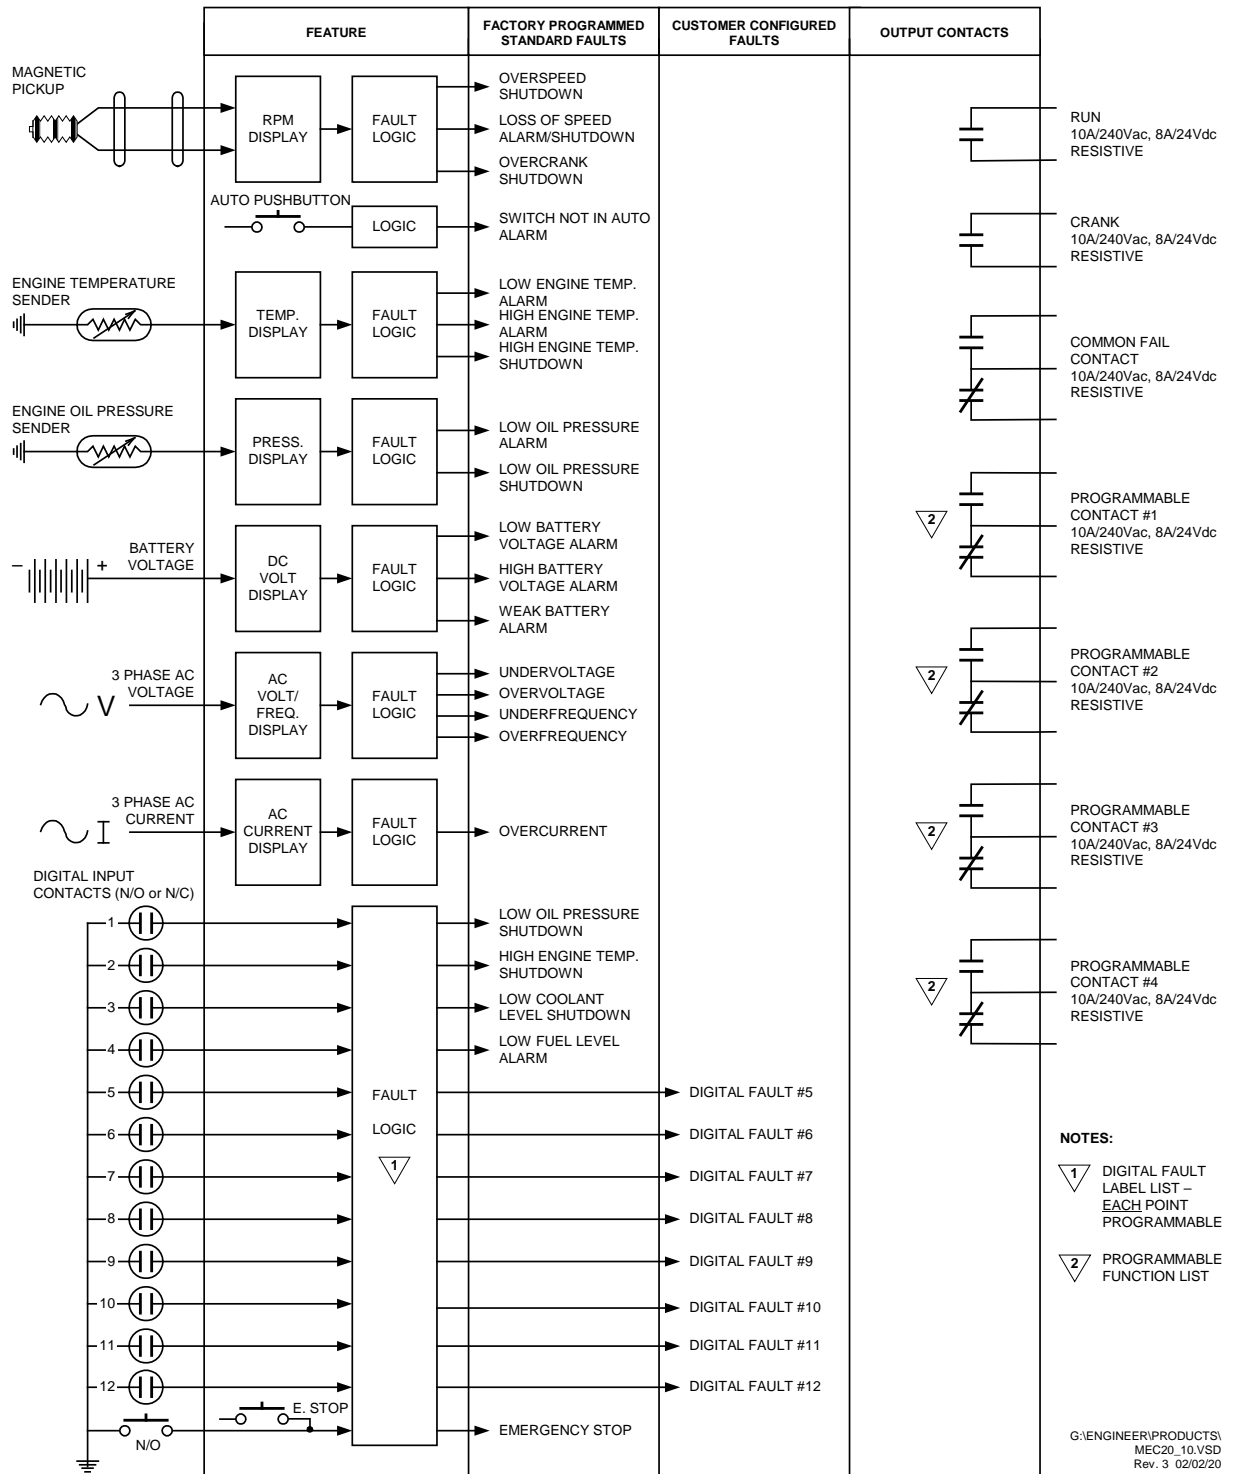 FEATURE
FACTORY PROGRAMMED
STANDARD FAULTS
CUSTOMER CONFIGURED
FAULTS
OUTPUT CONTACTS
MAGNETIC
PICKUP
RPM
DISPLAY
FAULT
LOGIC
OVERSPEED
SHUTDOWN
LOSS OF SPEED
ALARM/SHUTDOWN
OVERCRANK
SHUTDOWN
AUTO PUSHBUTTON
LOGIC
SWITCH NOT IN AUTO
ALARM
ENGINE TEMPERATURE
SENDER
TEMP.
DISPLAY
FAULT
LOGIC
LOW ENGINE TEMP.
ALARM
HIGH ENGINE TEMP.
ALARM
HIGH ENGINE TEMP.
SHUTDOWN
ENGINE OIL PRESSURE
SENDER
PRESS.
DISPLAY
FAULT
LOGIC
LOW OIL PRESSURE
ALARM
LOW OIL PRESSURE
SHUTDOWN
– +
BATTERY
VOLTAGE
DC
VOLT
DISPLAY
FAULT
LOGIC
LOW BATTERY
VOLTAGE ALARM
HIGH BATTERY
VOLTAGE ALARM
WEAK BATTERY
ALARM
3 PHASE AC
VOLTAGE
V
AC
VOLT/
FREQ.
DISPLAY
FAULT
LOGIC
UNDERVOLTAGE
OVERVOLTAGE
UNDERFREQUENCY
OVERFREQUENCY
3 PHASE AC
CURRENT
I
AC
CURRENT
DISPLAY
FAULT
LOGIC
OVERCURRENT
DIGITAL INPUT
CONTACTS (N/O or N/C)
1
2
3
4
5
6
7
8
9
10
11
12
N/O
E. STOP
FAULT
LOGIC
1
LOW OIL PRESSURE
SHUTDOWN
HIGH ENGINE TEMP.
SHUTDOWN
LOW COOLANT
LEVEL SHUTDOWN
LOW FUEL LEVEL
ALARM
DIGITAL FAULT #5
DIGITAL FAULT #6
DIGITAL FAULT #7
DIGITAL FAULT #8
DIGITAL FAULT #9
DIGITAL FAULT #10
DIGITAL FAULT #11
DIGITAL FAULT #12
EMERGENCY STOP
RUN
10A/240Vac, 8A/24Vdc
RESISTIVE
CRANK
10A/240Vac, 8A/24Vdc
RESISTIVE
COMMON FAIL
CONTACT
10A/240Vac, 8A/24Vdc
RESISTIVE
2
PROGRAMMABLE
CONTACT #1
10A/240Vac, 8A/24Vdc
RESISTIVE
2
PROGRAMMABLE
CONTACT #2
10A/240Vac, 8A/24Vdc
RESISTIVE
2
PROGRAMMABLE
CONTACT #3
10A/240Vac, 8A/24Vdc
RESISTIVE
2
PROGRAMMABLE
CONTACT #4
10A/240Vac, 8A/24Vdc
RESISTIVE
NOTES:
1 DIGITAL FAULT
LABEL LIST –
EACH POINT
PROGRAMMABLE
2 PROGRAMMABLE
FUNCTION LIST
G:\ENGINEER\PRODUCTS\
MEC20_10.VSD
Rev. 3 02/02/20